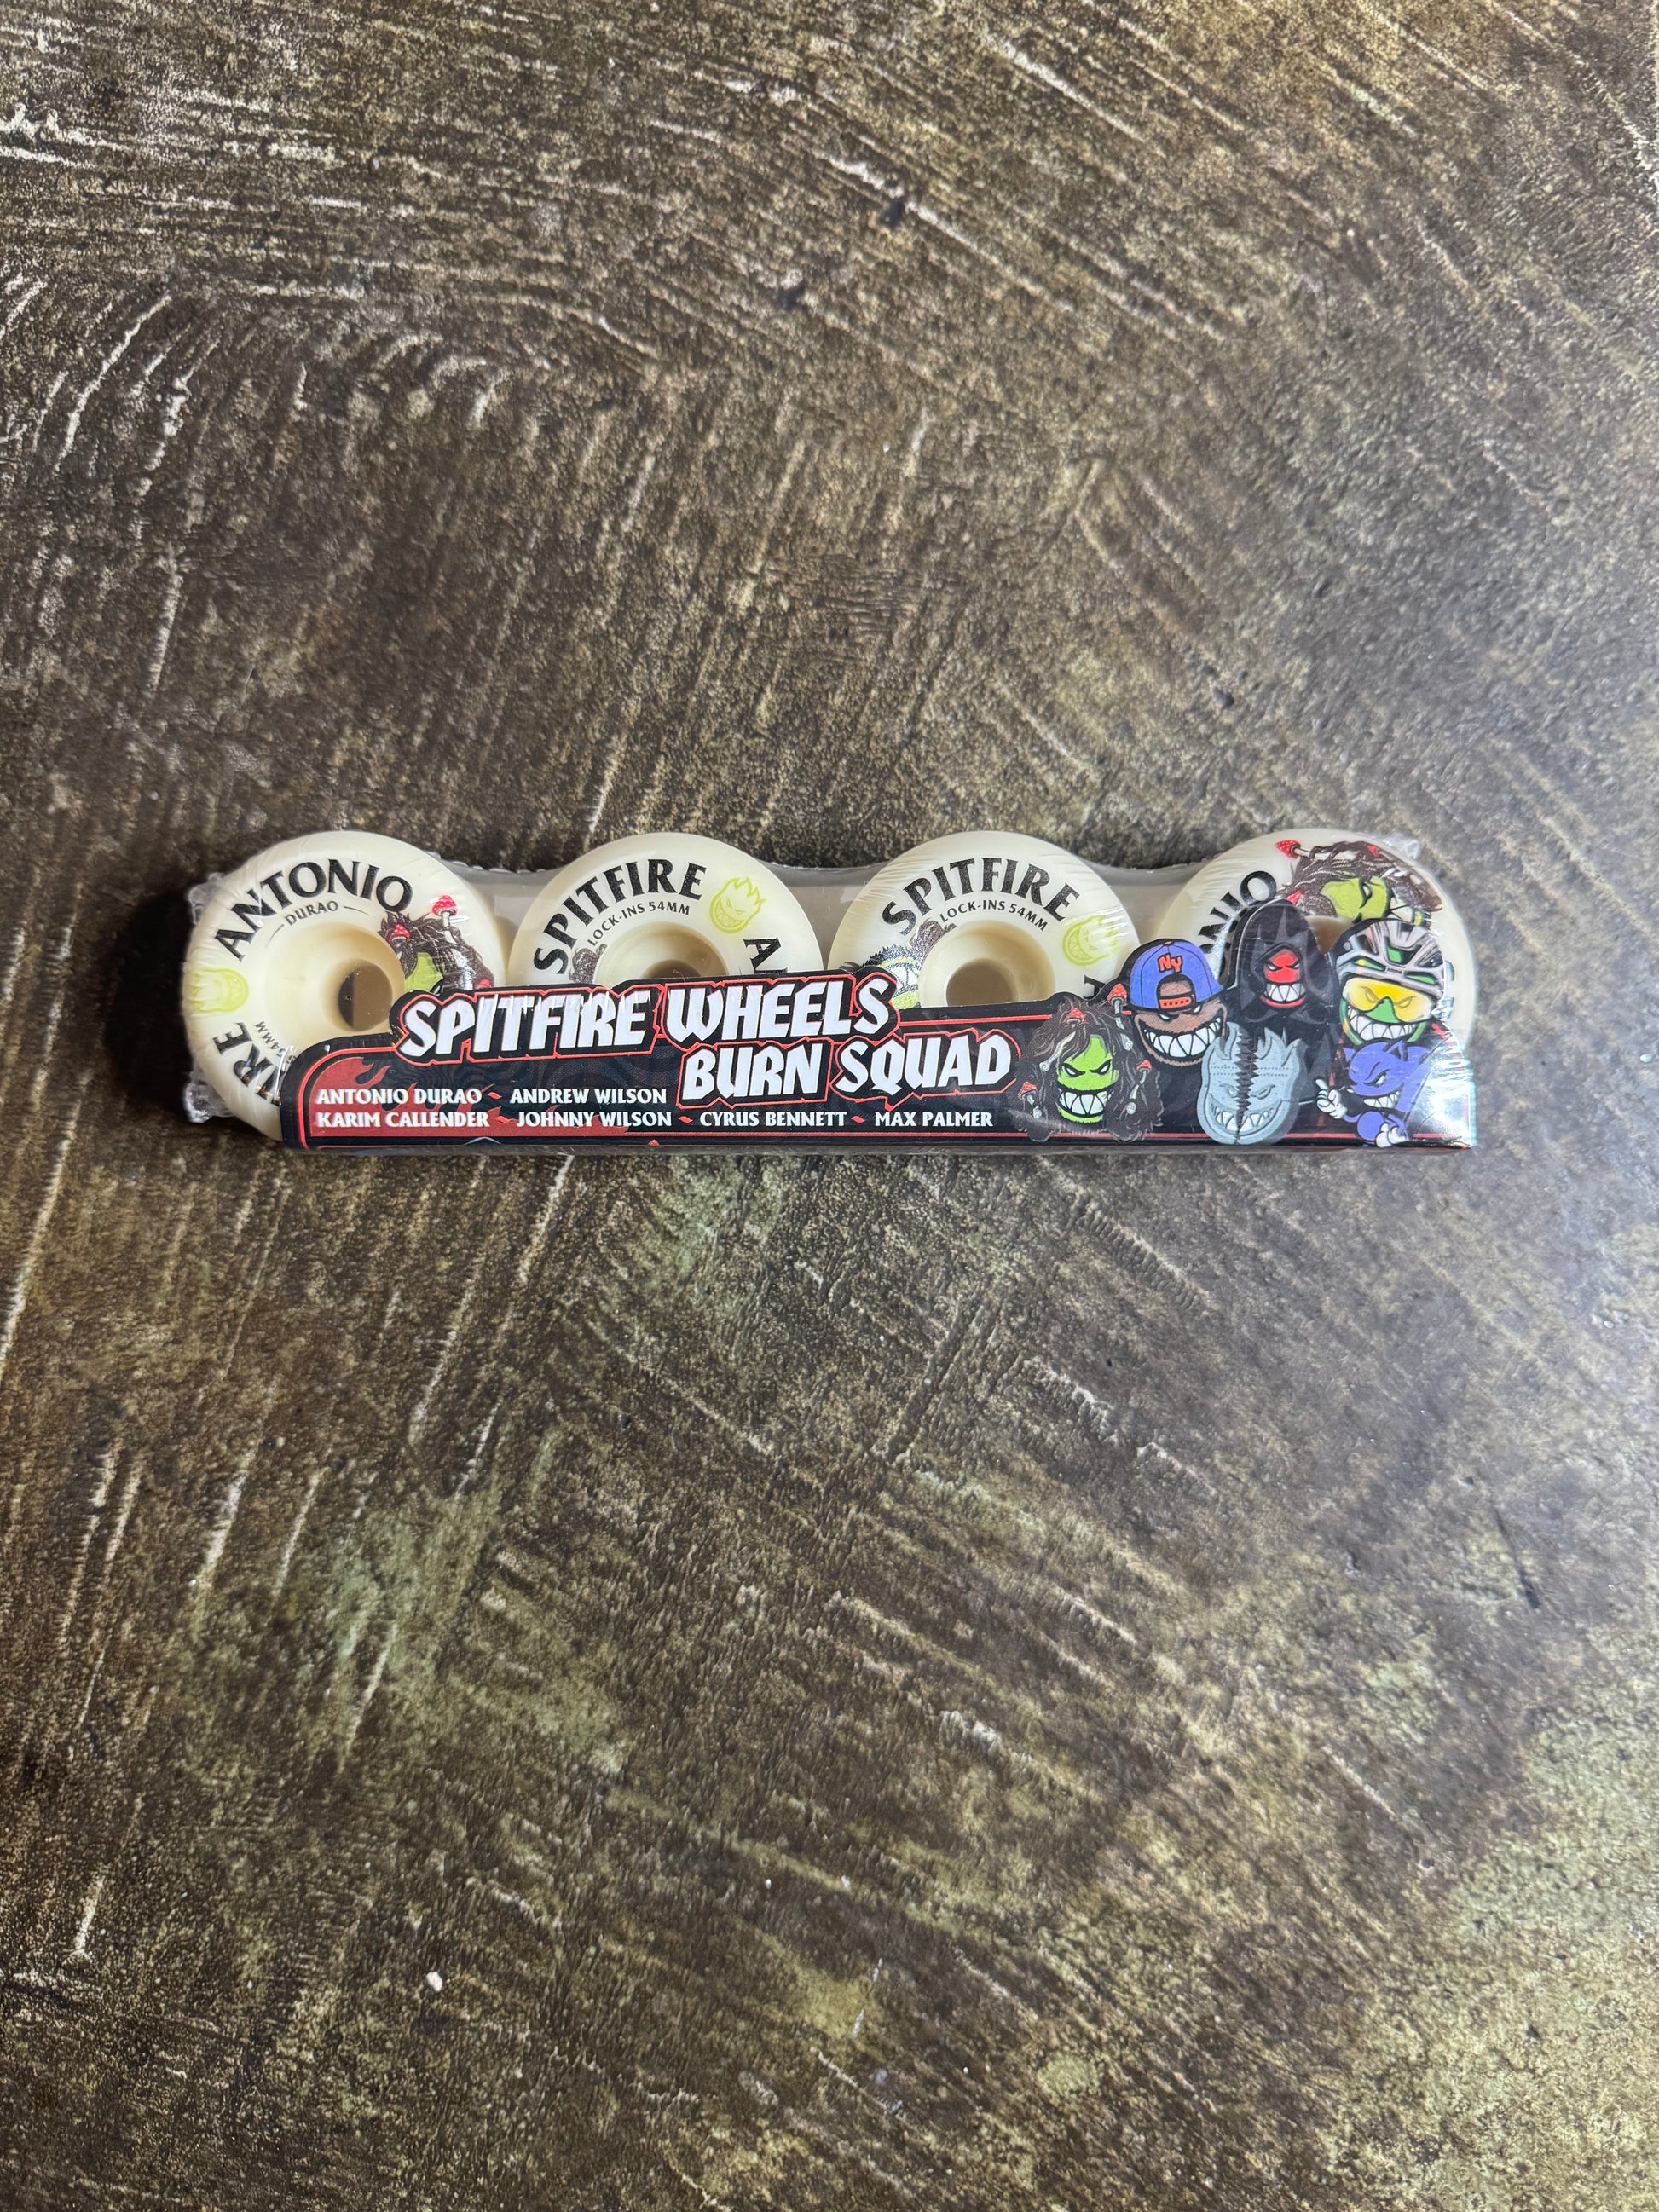 ANTONIO
DURAO
54MM
SPITFIRE
LOCK-INS 54MM
SPITFIRE
LOCK-INS 54MM
NY
SPITFIRE WHEELS
BURN SQUAD
ANTONIO DURAO ANDREW WILSON
KARIM CALLENDER JOHNNY WILSON CYRUS BENNETT MAX PALMER